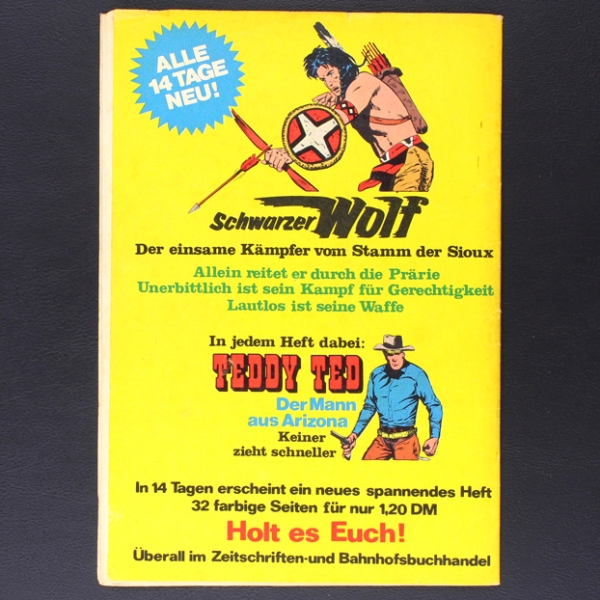 ALLE
14 TAGE
NEU!
Schwarzer Wolf
Der einsame Kämpfer vom Stamm der Sioux
Allein reitet er durch die Prärie
Unerbittlich ist sein Kampf für Gerechtigkeit
Lautlos ist seine Waffe
In jedem Heft dabei:
TEDDY TED
Der Mann
aus Arizona
Keiner
zieht schneller
In 14 Tagen erscheint ein neues spannendes Heft
32 farbige Seiten für nur 1,20 DM
Holt es Euch!
Überall im Zeitschriften-und Bahnhofsbuchhandel